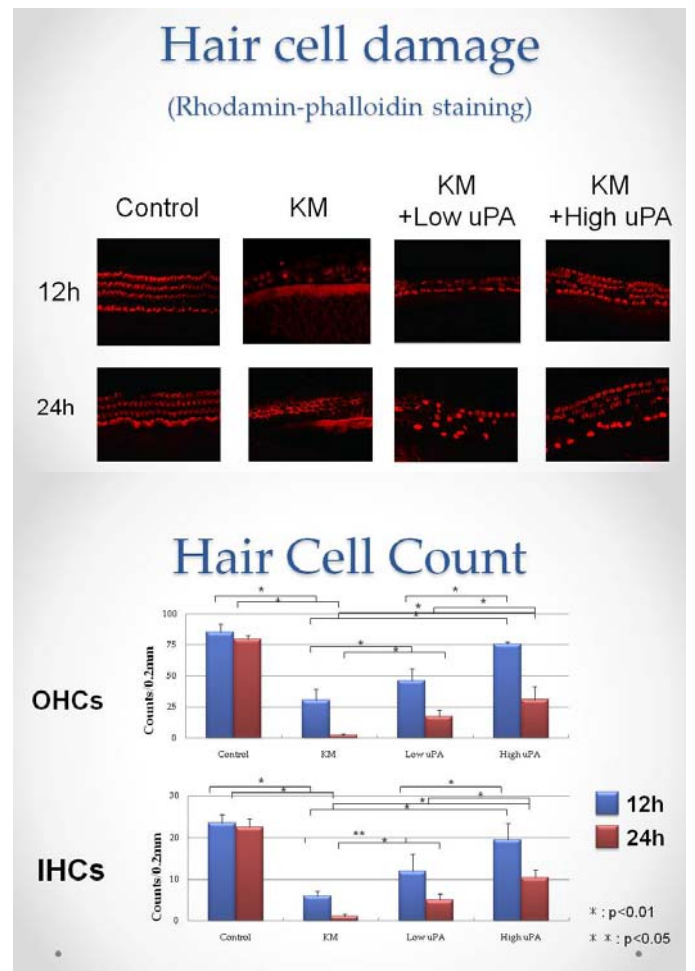 Hair cell damage
(Rhodamin-phalloidin staining)
Control KM KM +Low uPA KM +High uPA
12h
24h
Hair Cell Count
* * * *
* * *
* *
OHCs
Counts/0.2mm
100
75
50
25
0
Control KM Low uPA High uPA
* * * *
* * *
** *
IHCs
Counts/0.2mm
30
20
10
0
Control KM Low uPA High uPA
12h
24h
* : p<0.01
* * : p<0.05